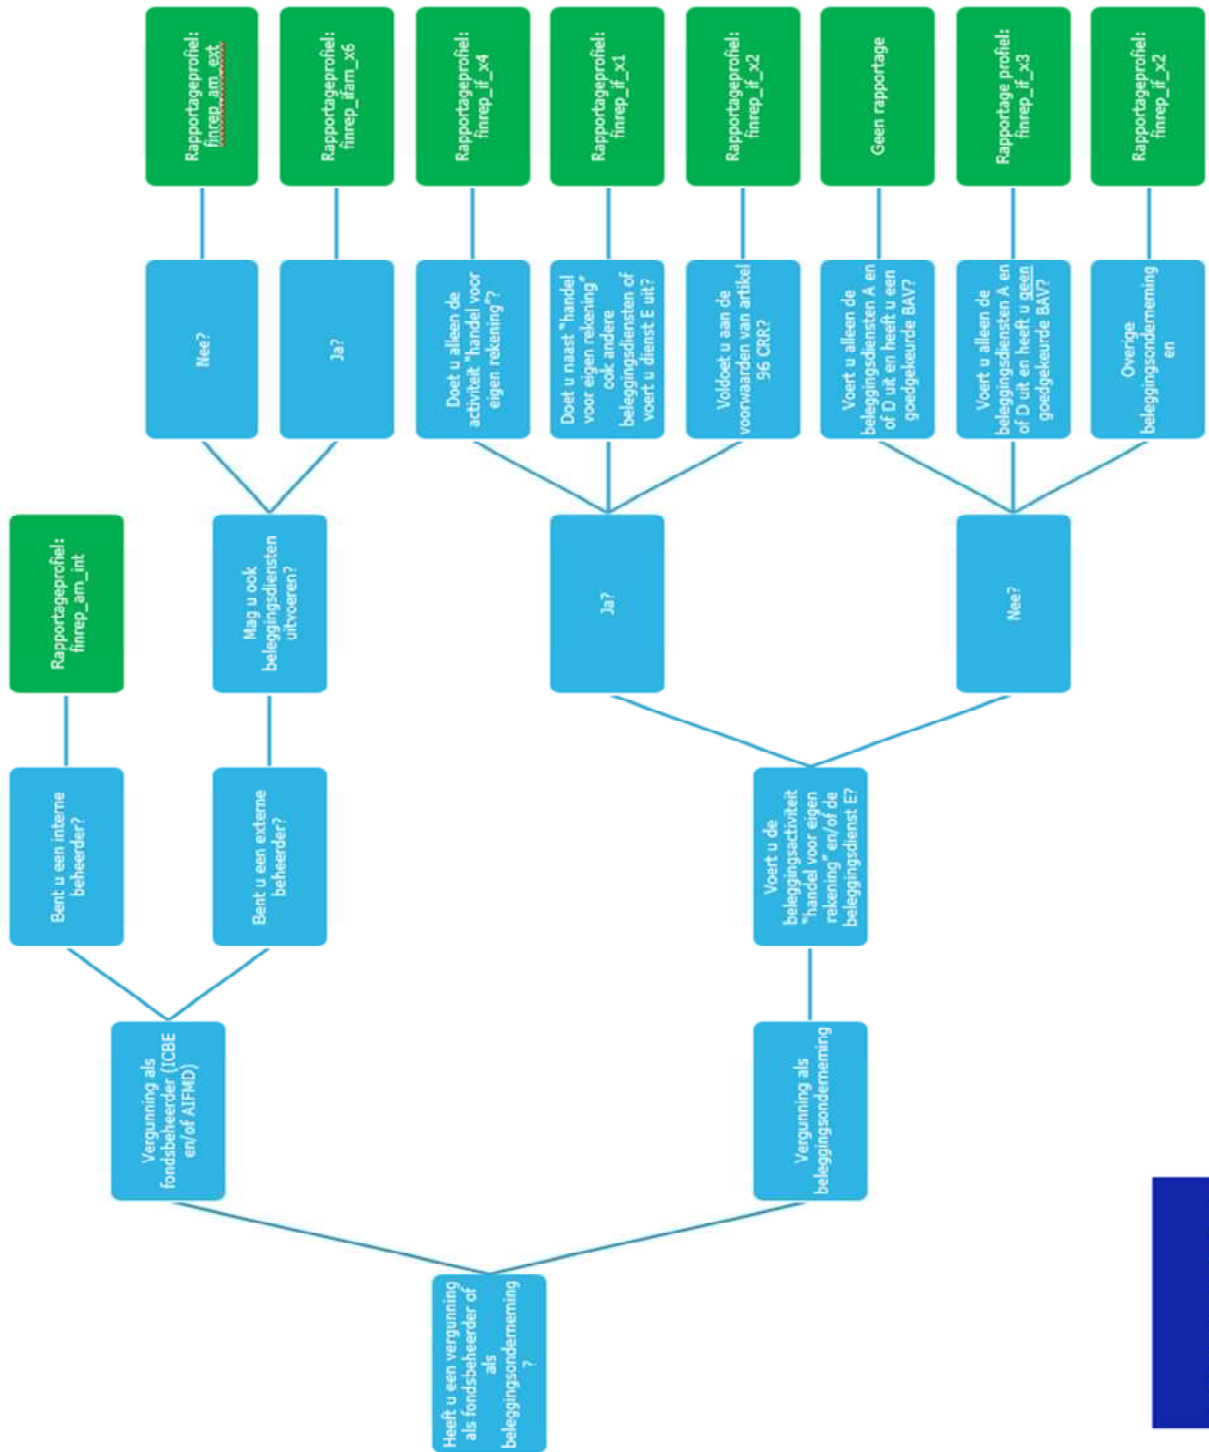 Heeft u een vergunning
als fondsbeheerder of
als
beleggingsonderneming
?
Vergunning als
fondsbeheerder (ICBE
en/of AIFMD)
Bent u een interne
beheerder?
Rapportageprofiel:
finrep_am_int
Bent u een externe
beheerder?
Mag u ook
beleggingsdiensten
uitvoeren?
Nee?
Rapportageprofiel:
finrep_am_ext
Ja?
Rapportageprofiel:
finrep_ifam_x6
Vergunning als
beleggingsonderneming
Voert u de
beleggingsactiviteit
"handel voor eigen
rekening" en/of de
beleggingsdienst E?
Ja?
Doet u alleen de
activiteit "handel voor
eigen rekening"?
Rapportageprofiel:
finrep_if_x4
Doet u naast "handel
voor eigen rekening"
ook andere
beleggingsdiensten of
voert u dienst E uit?
Rapportageprofiel:
finrep_if_x1
Voldoet u aan de
voorwaarden van artikel
96 CRR?
Rapportageprofiel:
finrep_if_x2
Nee?
Voert u alleen de
beleggingsdiensten A en
of D uit en heeft u een
goedgekeurde BAV?
Geen rapportage
Voert u alleen de
beleggingsdiensten A en
of D uit en heeft u geen
goedgekeurde BAV?
Rapportage profiel:
finrep_if_x3
Overige
beleggingsonderneming
en
Rapportageprofiel:
finrep_if_x2